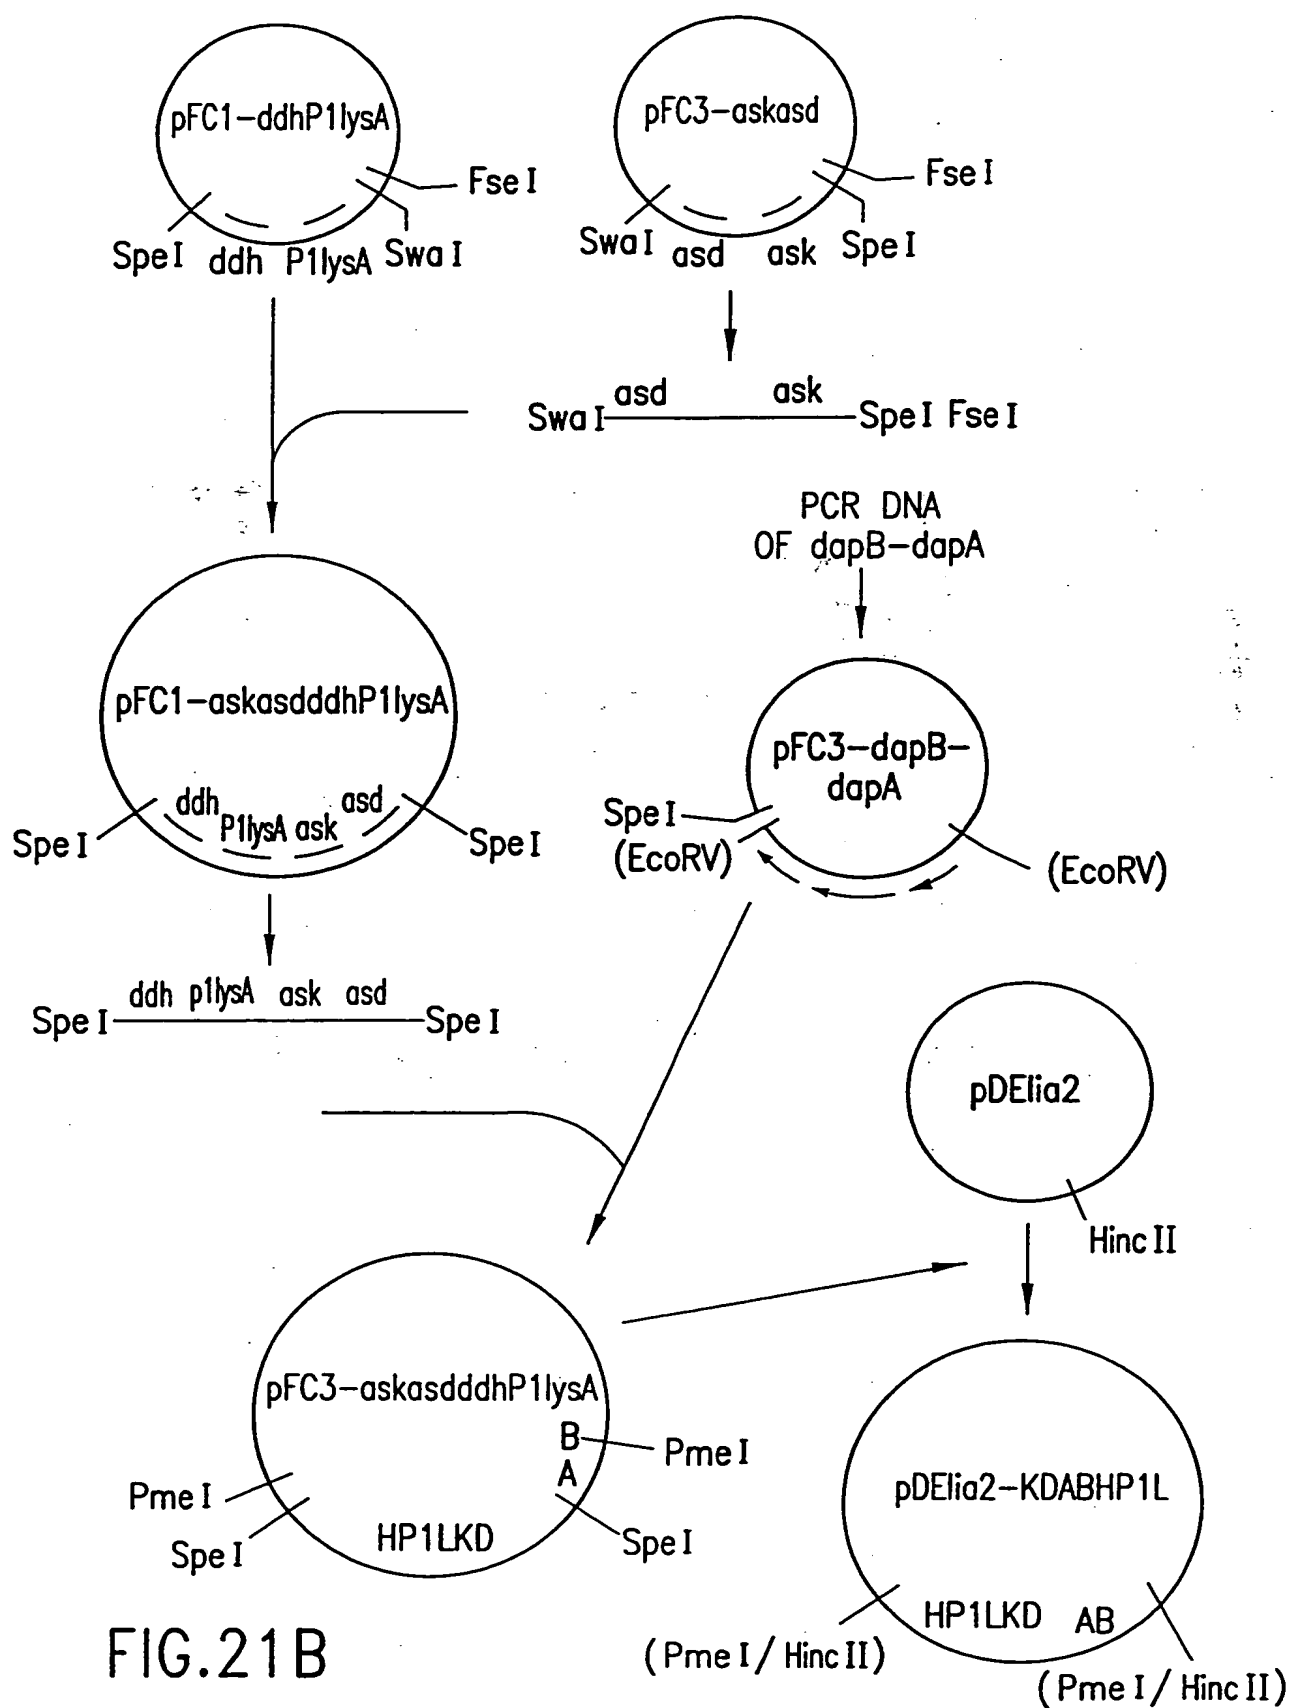 pFC1-ddhP1lysA
Fse I
Spe I ddh P1lysA Swa I
pFC3-askasd
Fse I
Swa I asd ask Spe I
Swa I asd ask Spe I Fse I
PCR DNA
OF dapB-dapA
pFC1-askasdddhP1lysA
ddh P1lysA ask asd
Spe I
Spe I
pFC3-dapB-
dapA
Spe I
(EcoRV)
(EcoRV)
ddh p1lysA ask asd
Spe I Spe I
pDElia2
Hinc II
pFC3-askasdddhP1lysA
B
Pme I
A
Pme I
Spe I
HP1LKD
Spe I
pDElia2-KDABHP1L
HP1LKD AB
(Pme I / Hinc II)
(Pme I / Hinc II)
FIG.21B